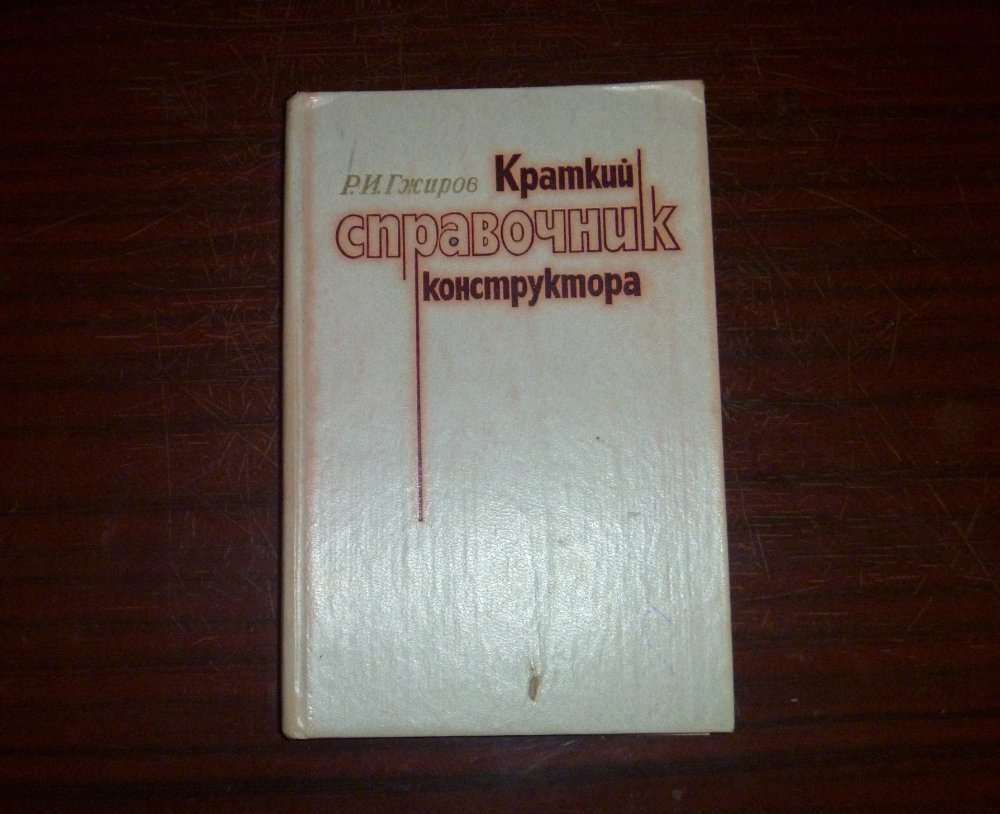 Р.И.Гжиров Краткий
справочник
конструктора